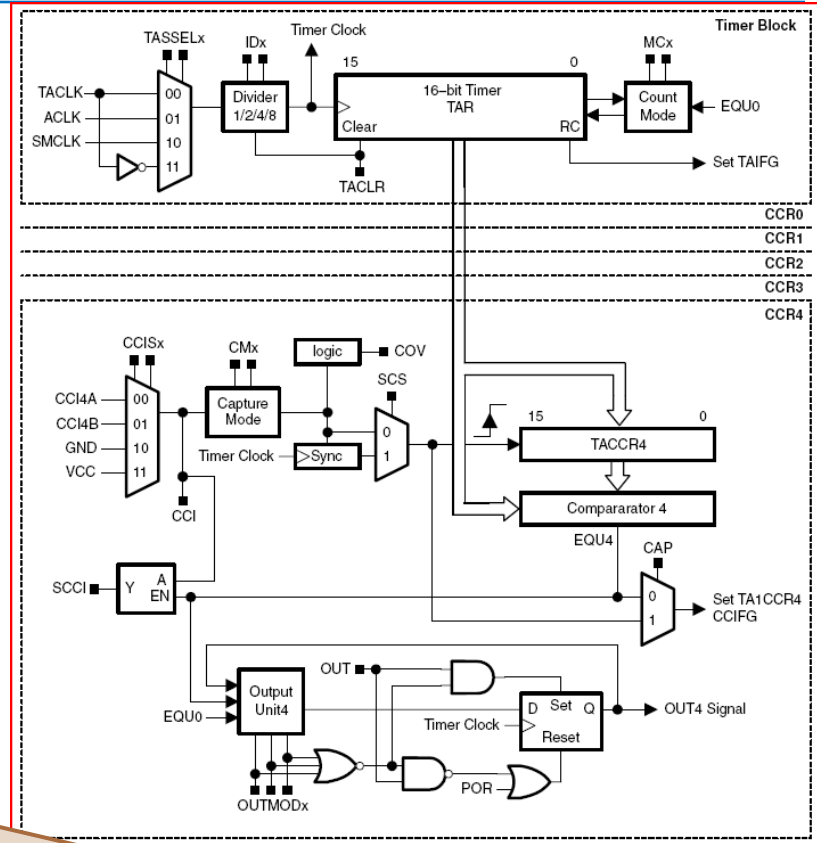 Timer Block
Timer Clock
TASSELx
IDx
MCx
15
0
TACLK
00
ACLK
01
SMCLK
10
11
Divider
1/2/4/8
16-bit Timer
TAR
Clear
RC
Count
Mode
EQU0
Set TAIFG
TACLR
CCR0
CCR1
CCR2
CCR3
CCR4
CCISx
CMx
logic
COV
SCS
CCI4A
00
CCI4B
01
GND
10
VCC
11
Capture
Mode
0
1
Timer Clock
Sync
15
0
TACCR4
Compararator 4
CCI
EQU4
CAP
SCCI
Y
A
EN
0
1
Set TA1CCR4
CCIFG
OUT
Output
Unit4
EQU0
D
Set
Q
OUT4 Signal
Timer Clock
Reset
POR
OUTMODx